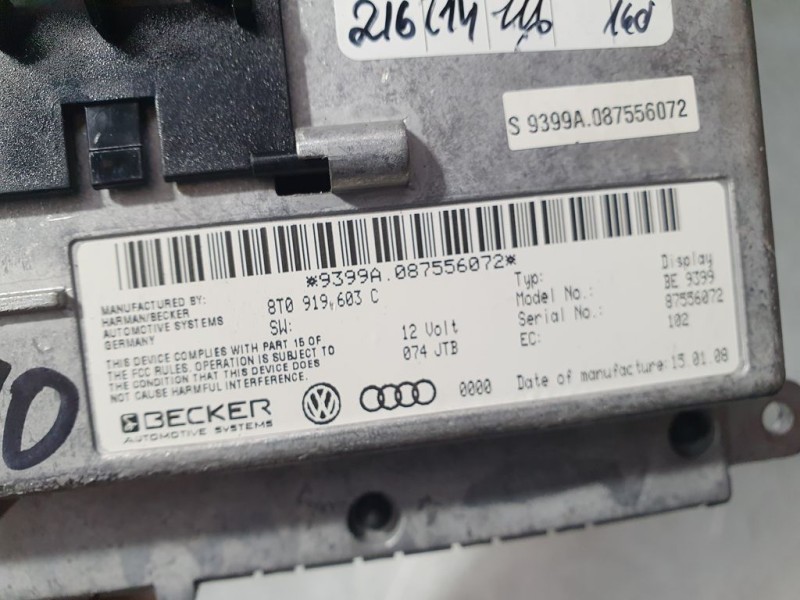 216 C14 116 160
S 9399A.087556072
*9399A.087556072*
MANUFACTURED BY:
HARMAN/BECKER
AUTOMOTIVE SYSTEMS
GERMANY
8T0 919 603 C
SW:
12 Volt
074 JTB
Typ: Display
Model No.: BE 9399
Serial No.: 87556072
EC: 102
THIS DEVICE COMPLIES WITH PART 15 OF
THE FCC RULES. OPERATION IS SUBJECT TO
THE CONDITION THAT THIS DEVICE DOES
NOT CAUSE HARMFUL INTERFERENCE.
0000
Date of manufacture: 15.01.08
BECKER
AUTOMOTIVE SYSTEMS